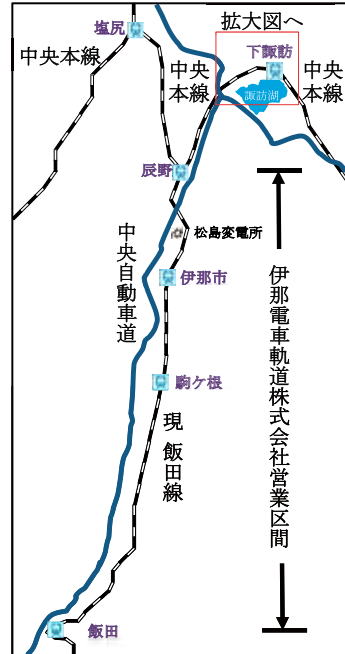 拡大図へ
塩尻
下諏訪
中央本線
中央
本線
中央
本線
諏訪湖
辰野
松島変電所
中央自動車道
伊那市
伊那電車軌道株式会社営業区間
駒ケ根
現 飯田線
飯田